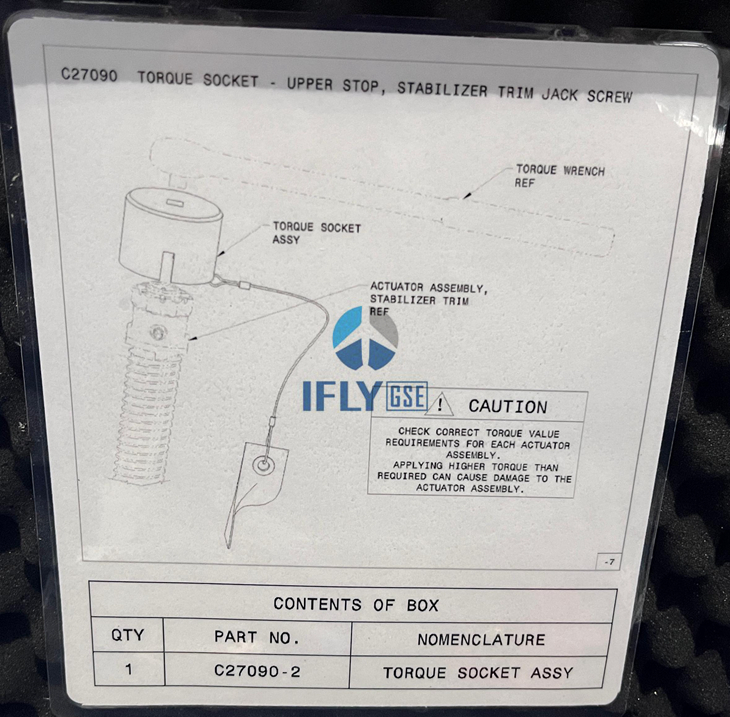 C27090 TORQUE SOCKET - UPPER STOP, STABILIZER TRIM JACK SCREW
TORQUE WRENCH
REF
TORQUE SOCKET
ASSY
ACTUATOR ASSEMBLY,
STABILIZER TRIM
REF
IFLY GSE
! CAUTION
CHECK CORRECT TORQUE VALUE
REQUIREMENTS FOR EACH ACTUATOR
ASSEMBLY.
APPLYING HIGHER TORQUE THAN
REQUIRED CAN CAUSE DAMAGE TO THE
ACTUATOR ASSEMBLY.
-7
CONTENTS OF BOX
QTY PART NO. NOMENCLATURE
1 C27090-2 TORQUE SOCKET ASSY